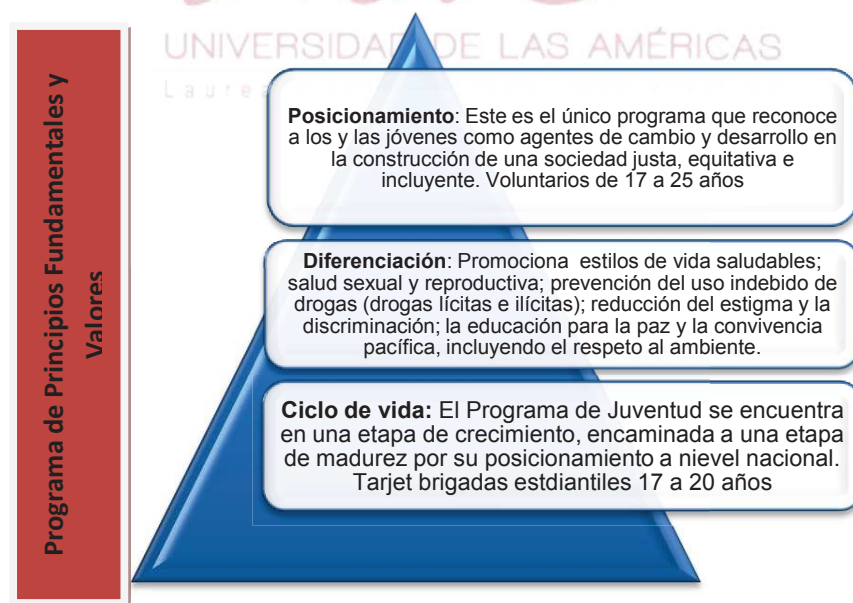 UNIVERSIDAD DE LAS AMÉRICAS
Laurea
Programa de Principios Fundamentales y
Valores
Posicionamiento: Este es el único programa que reconoce
a los y las jóvenes como agentes de cambio y desarrollo en
la construcción de una sociedad justa, equitativa e
incluyente. Voluntarios de 17 a 25 años
Diferenciación: Promociona estilos de vida saludables;
salud sexual y reproductiva; prevención del uso indebido de
drogas (drogas lícitas e ilícitas); reducción del estigma y la
discriminación; la educación para la paz y la convivencia
pacífica, incluyendo el respeto al ambiente.
Ciclo de vida: El Programa de Juventud se encuentra
en una etapa de crecimiento, encaminada a una etapa
de madurez por su posicionamiento a nievel nacional.
Tarjet brigadas estdiantiles 17 a 20 años